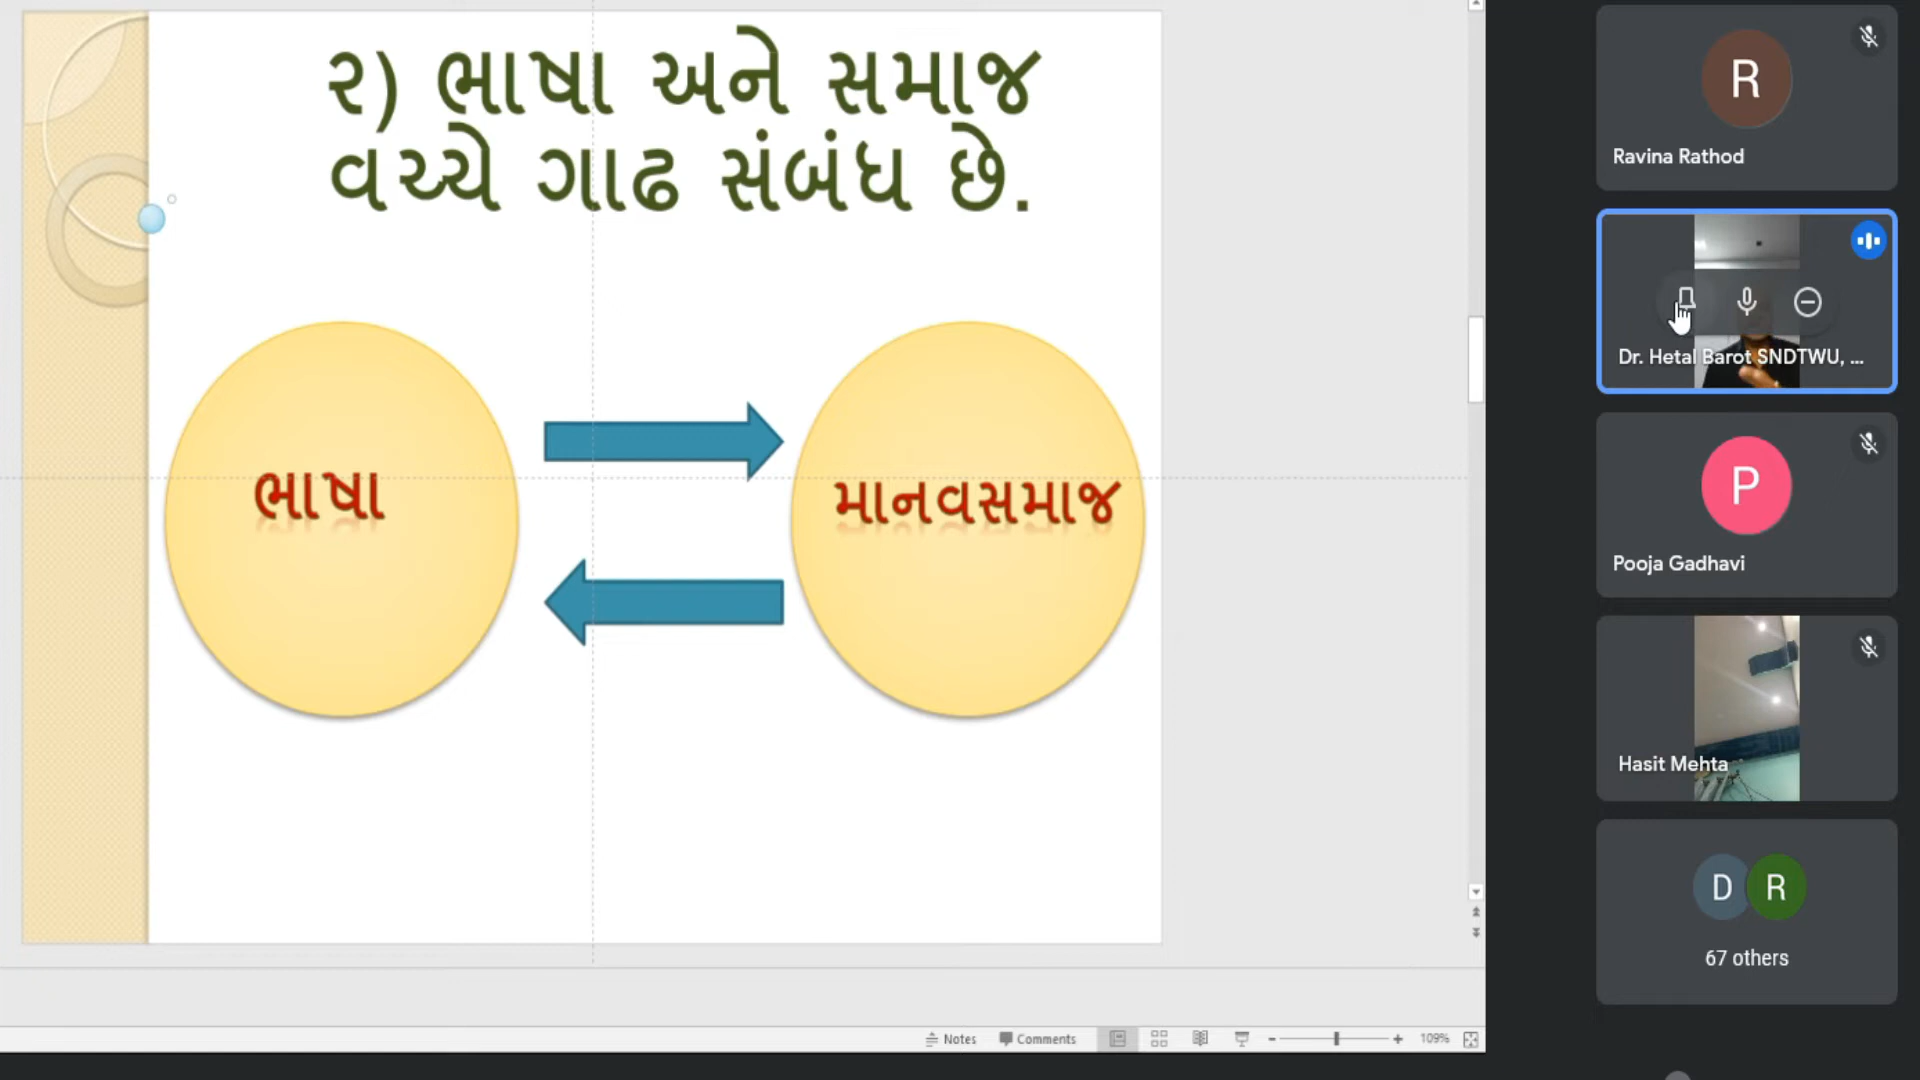 ૨) ભાષા અને સમાજ
વચ્ચે ગાઢ સંબંધ છે.
ભાષા
માનવસમાજ
R
Ravina Rathod
Dr. Hetal Barot SNDTWU, ...
P
Pooja Gadhavi
Hasit Mehta
D R
67 others
Notes Comments 109%